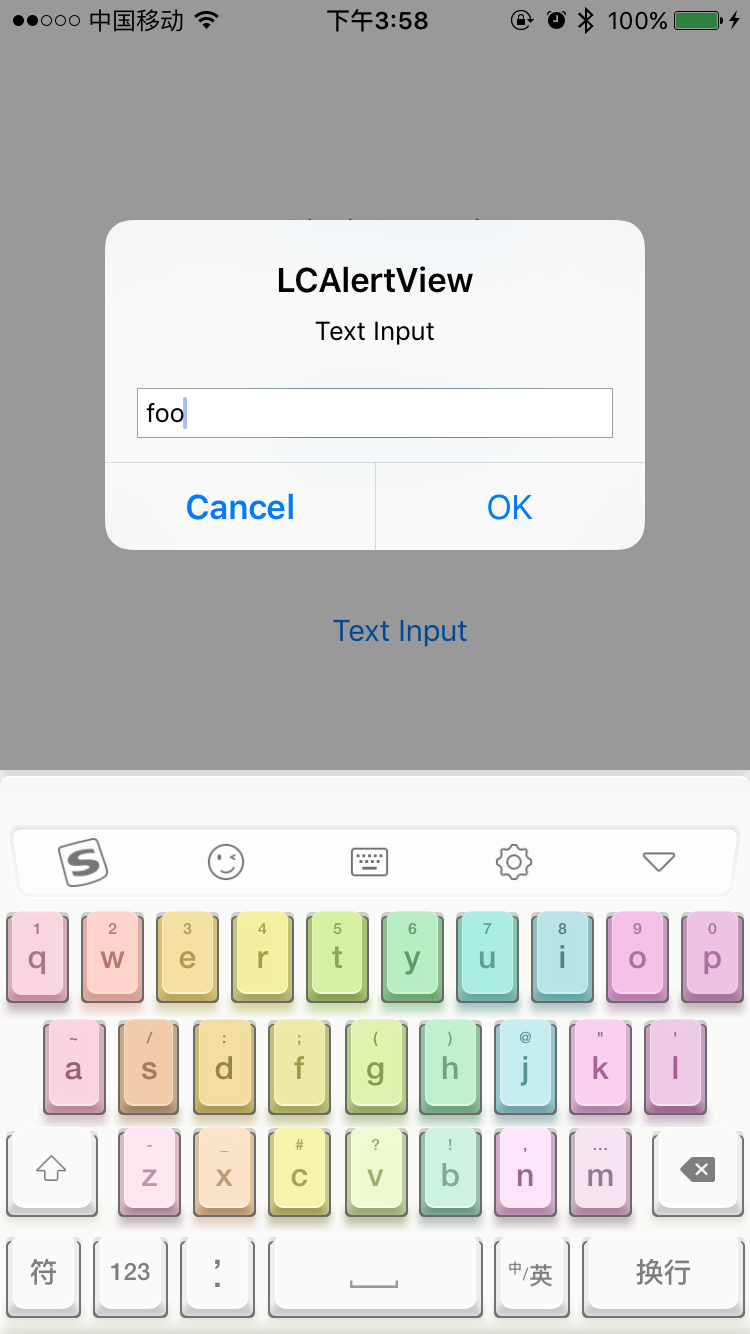 中国移动 下午3:58 100%
LCAlertView
Text Input
foo
Cancel OK
Text Input
S
1 2 3 4 5 6 7 8 9 0
q w e r t y u i o p
~ / : ; ( ) @ " '
a s d f g h j k l
- _ # ? ! , ...
z x c v b n m
符 123 , . 中/英 换行